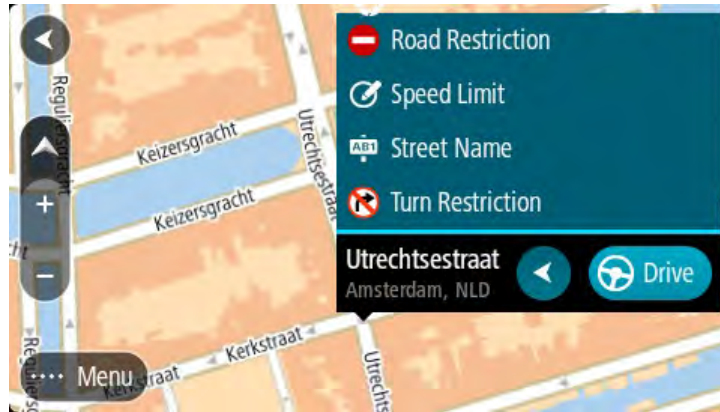 Road Restriction
Speed Limit
AB1 Street Name
Turn Restriction
Utrechtsestraat
Amsterdam, NLD
Drive
Reguliersgracht
Keizersgracht
Utrechtsestraat
Keizersgracht
+
−
Kerkstraat
Kerkstraat
Menu